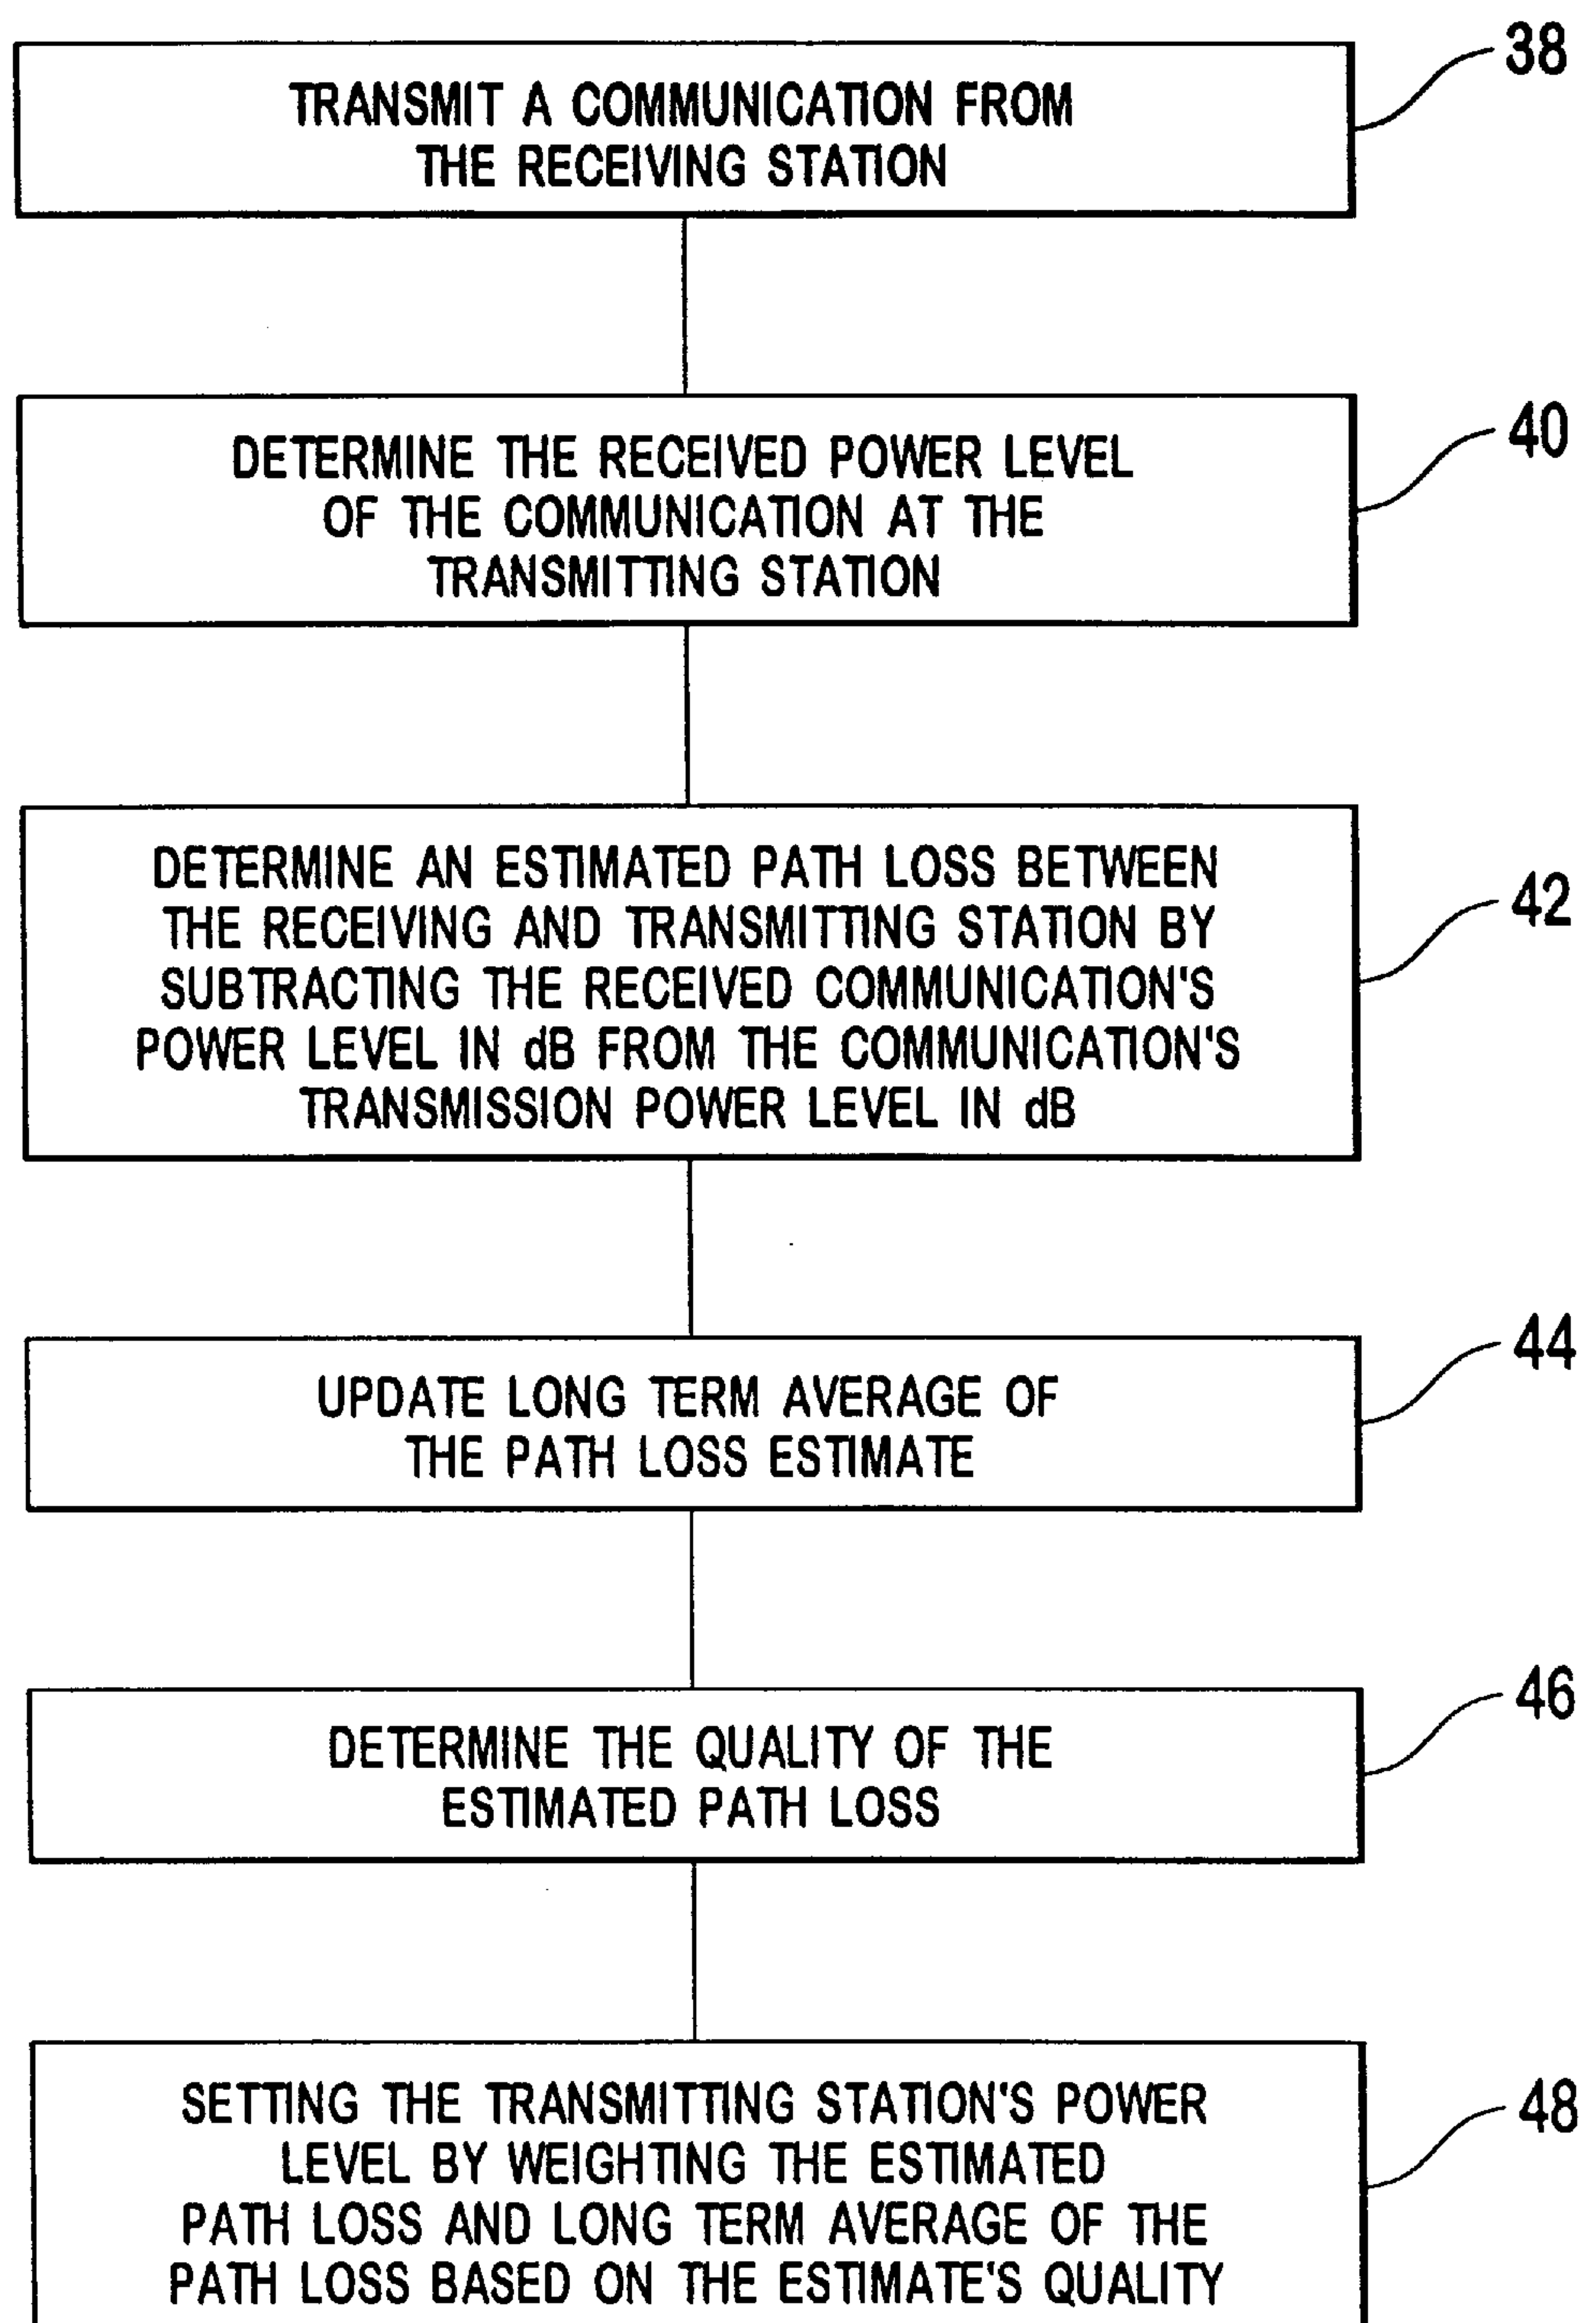 38
TRANSMIT A COMMUNICATION FROM
THE RECEIVING STATION
40
DETERMINE THE RECEIVED POWER LEVEL
OF THE COMMUNICATION AT THE
TRANSMITTING STATION
42
DETERMINE AN ESTIMATED PATH LOSS BETWEEN
THE RECEIVING AND TRANSMITTING STATION BY
SUBTRACTING THE RECEIVED COMMUNICATION'S
POWER LEVEL IN dB FROM THE COMMUNICATION'S
TRANSMISSION POWER LEVEL IN dB
44
UPDATE LONG TERM AVERAGE OF
THE PATH LOSS ESTIMATE
46
DETERMINE THE QUALITY OF THE
ESTIMATED PATH LOSS
48
SETTING THE TRANSMITTING STATION'S POWER
LEVEL BY WEIGHTING THE ESTIMATED
PATH LOSS AND LONG TERM AVERAGE OF THE
PATH LOSS BASED ON THE ESTIMATE'S QUALITY